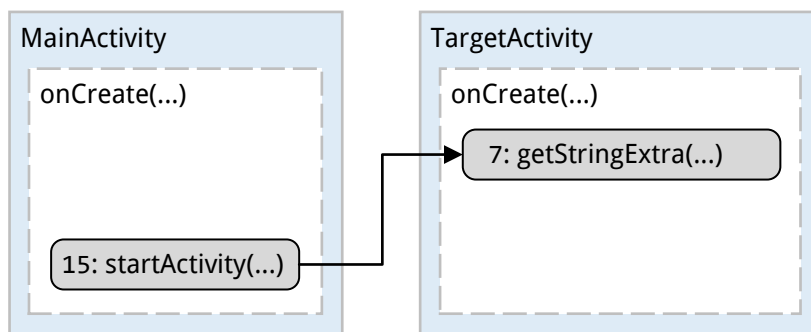 MainActivity
onCreate(...)
15: startActivity(...)
TargetActivity
onCreate(...)
7: getStringExtra(...)